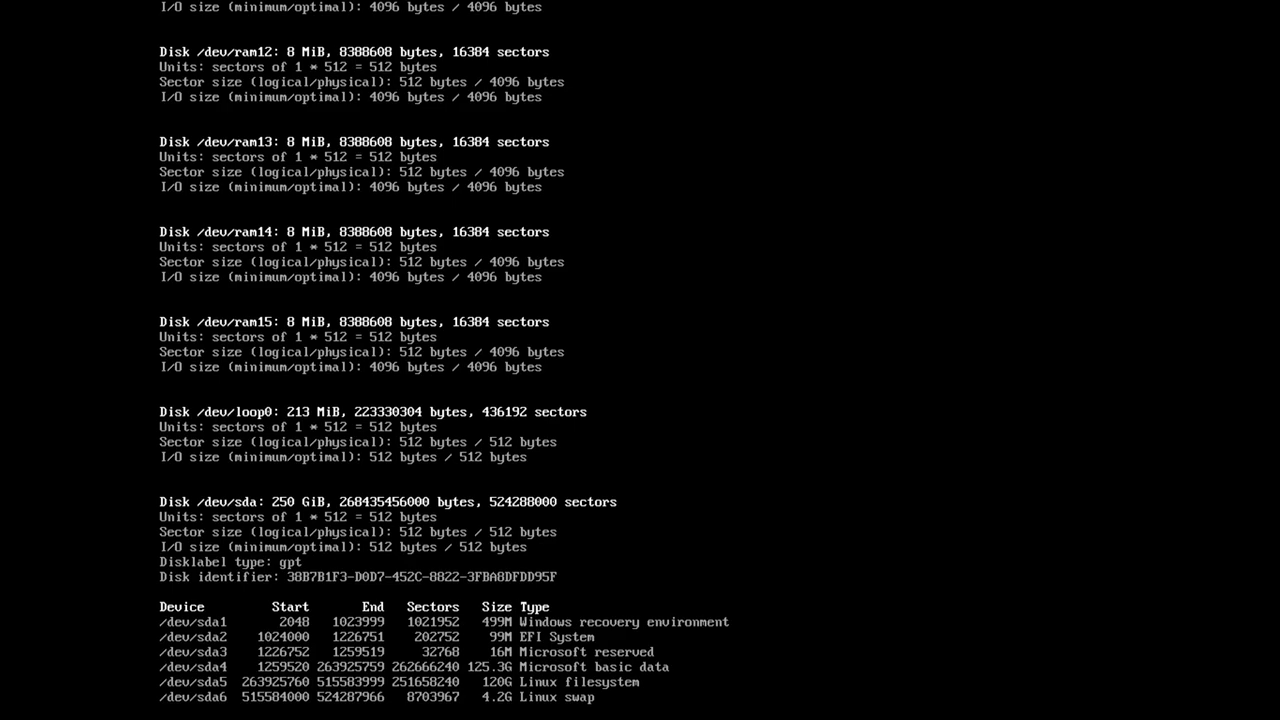 I/O size (minimum/optimal): 4096 bytes / 4096 bytes
Disk /dev/ram12: 8 MiB, 8388608 bytes, 16384 sectors
Units: sectors of 1 * 512 = 512 bytes
Sector size (logical/physical): 512 bytes / 4096 bytes
I/O size (minimum/optimal): 4096 bytes / 4096 bytes
Disk /dev/ram13: 8 MiB, 8388608 bytes, 16384 sectors
Units: sectors of 1 * 512 = 512 bytes
Sector size (logical/physical): 512 bytes / 4096 bytes
I/O size (minimum/optimal): 4096 bytes / 4096 bytes
Disk /dev/ram14: 8 MiB, 8388608 bytes, 16384 sectors
Units: sectors of 1 * 512 = 512 bytes
Sector size (logical/physical): 512 bytes / 4096 bytes
I/O size (minimum/optimal): 4096 bytes / 4096 bytes
Disk /dev/ram15: 8 MiB, 8388608 bytes, 16384 sectors
Units: sectors of 1 * 512 = 512 bytes
Sector size (logical/physical): 512 bytes / 4096 bytes
I/O size (minimum/optimal): 4096 bytes / 4096 bytes
Disk /dev/loop0: 213 MiB, 223330304 bytes, 436192 sectors
Units: sectors of 1 * 512 = 512 bytes
Sector size (logical/physical): 512 bytes / 512 bytes
I/O size (minimum/optimal): 512 bytes / 512 bytes
Disk /dev/sda: 250 GiB, 268435456000 bytes, 524288000 sectors
Units: sectors of 1 * 512 = 512 bytes
Sector size (logical/physical): 512 bytes / 512 bytes
I/O size (minimum/optimal): 512 bytes / 512 bytes
Disklabel type: gpt
Disk identifier: 38B7B1F3-D0D7-452C-8822-3FBA8DFDD95F
Device Start End Sectors Size Type
/dev/sda1 2048 1023999 1021952 499M Windows recovery environment
/dev/sda2 1024000 1226751 202752 99M EFI System
/dev/sda3 1226752 1259519 32768 16M Microsoft reserved
/dev/sda4 1259520 263925759 262666240 125.3G Microsoft basic data
/dev/sda5 263925760 515583999 251658240 120G Linux filesystem
/dev/sda6 515584000 524287966 8703967 4.2G Linux swap